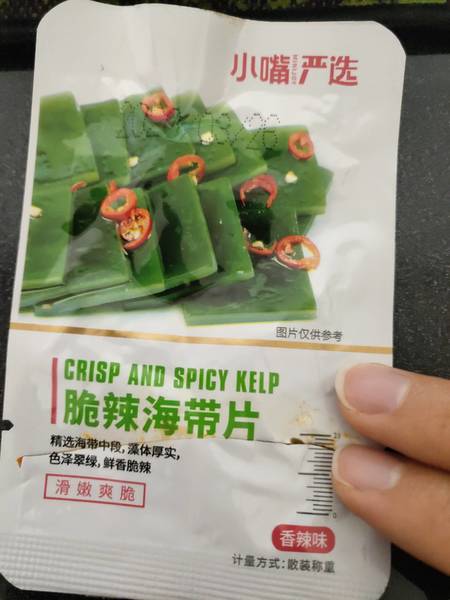 小嘴严选
图片仅供参考
CRISP AND SPICY KELP
脆辣海带片
精选海带中段，藻体厚实，
色泽翠绿，鲜香脆辣
滑嫩爽脆
香辣味
计量方式：散装称重